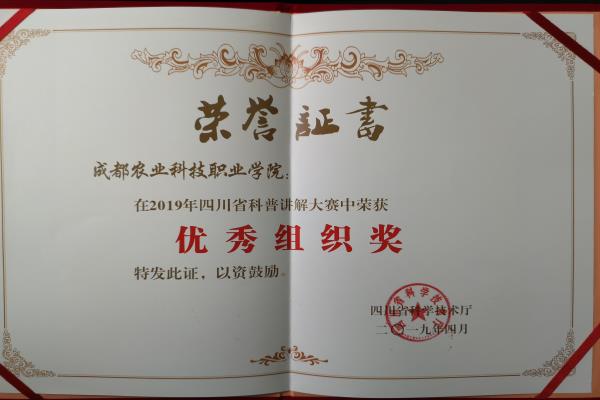 荣誉証書
成都农业科技职业学院：
在2019年四川省科普讲解大赛中荣获
优秀组织奖
特发此证，以资鼓励。
四川省科学技术厅
二〇一九年四月